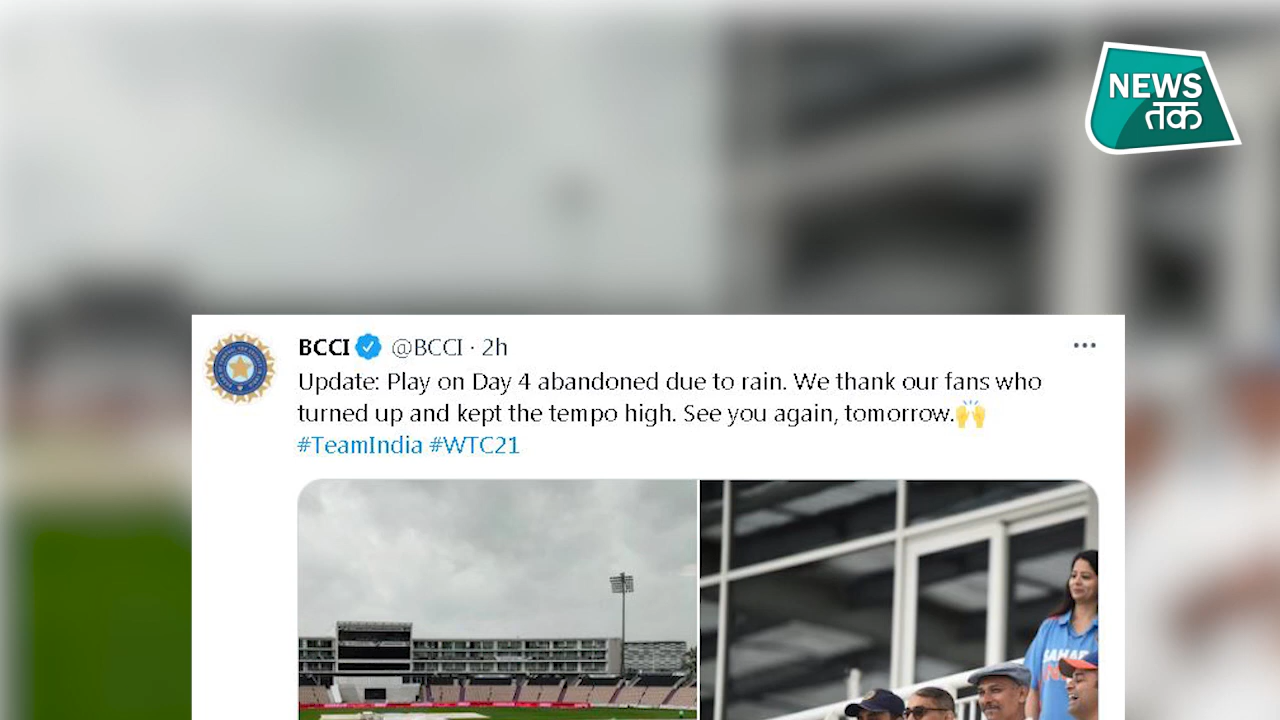 NEWS
तक
BCCI @BCCI · 2h
Update: Play on Day 4 abandoned due to rain. We thank our fans who
turned up and kept the tempo high. See you again, tomorrow.🙌
#TeamIndia #WTC21
SAHARA